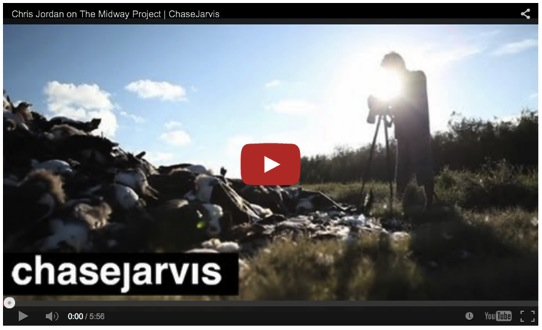 Chris Jordan on The Midway Project | ChaseJarvis
chasejarvis
0:00 / 5:56
YouTube